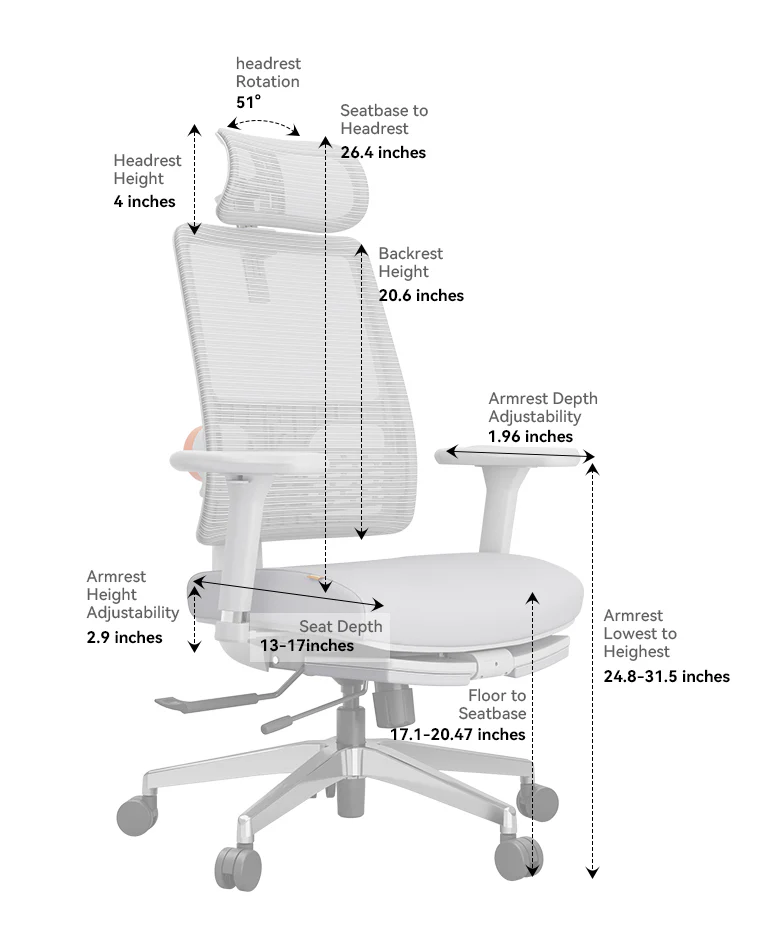 headrest
Rotation
51°
Seatbase to
Headrest
26.4 inches
Headrest
Height
4 inches
Backrest
Height
20.6 inches
Armrest Depth
Adjustability
1.96 inches
Armrest
Height
Adjustability
2.9 inches
Seat Depth
13-17inches
Armrest
Lowest to
Heighest
24.8-31.5 inches
Floor to
Seatbase
17.1-20.47 inches